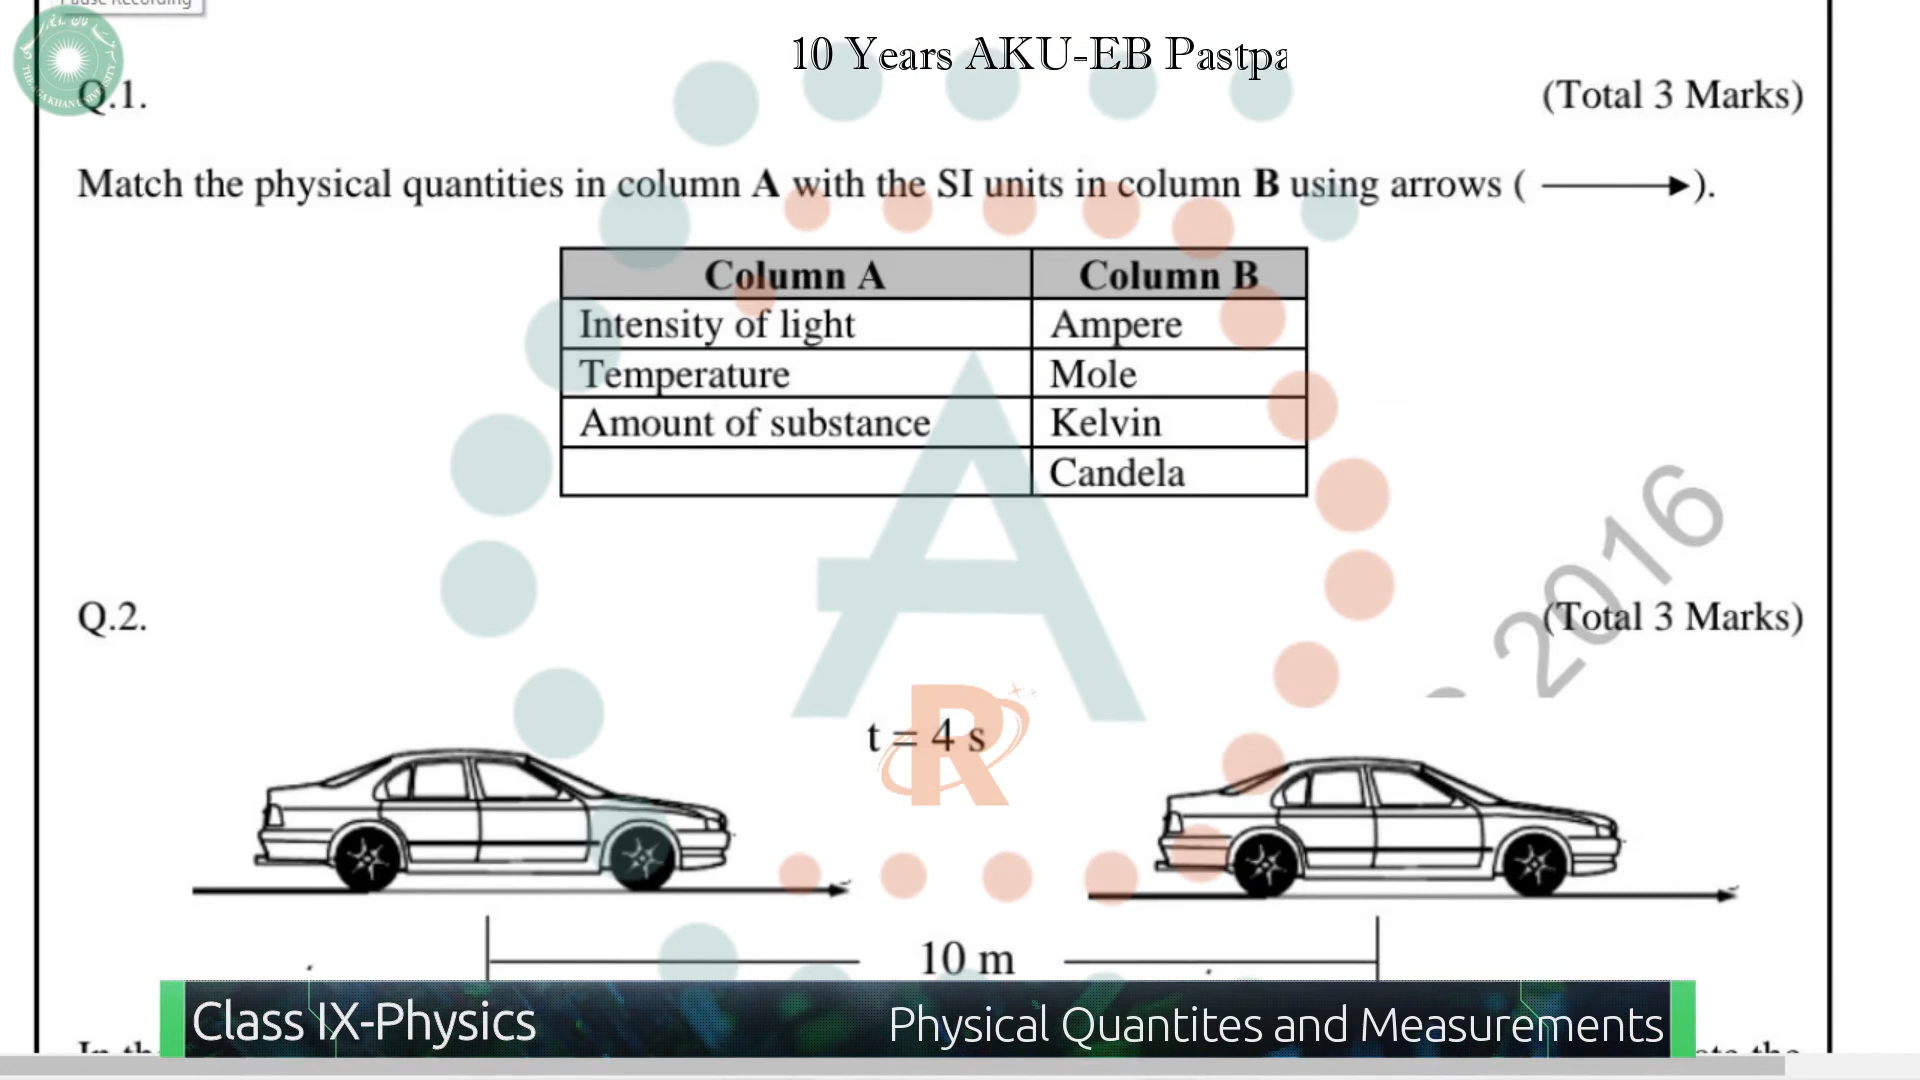 10 Years AKU-EB Pastpa
Q.1.
(Total 3 Marks)
Match the physical quantities in column A with the SI units in column B using arrows ( ⟶ ).
Column A Column B
Intensity of light Ampere
Temperature Mole
Amount of substance Kelvin
Candela
2016
Q.2.
(Total 3 Marks)
R
t = 4 s
10 m
Class IX-Physics
Physical Quantites and Measurements